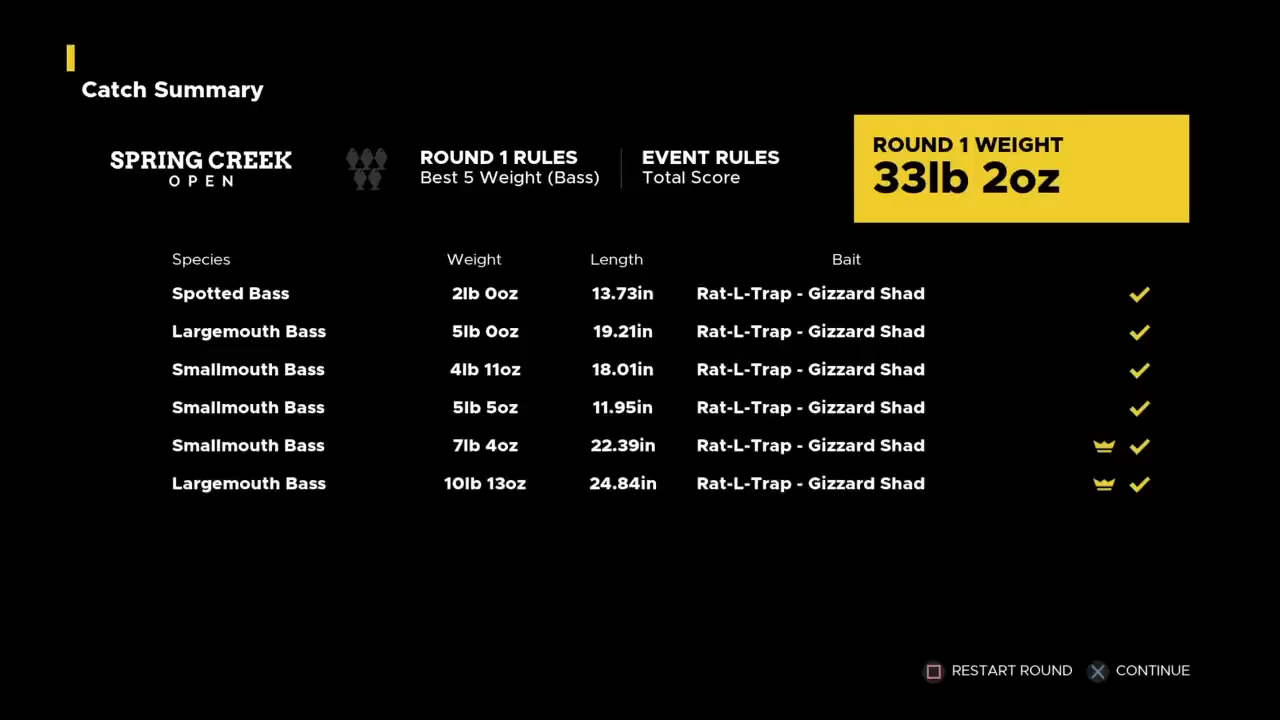 Catch Summary
SPRING CREEK
OPEN
ROUND 1 RULES
Best 5 Weight (Bass)
EVENT RULES
Total Score
ROUND 1 WEIGHT
33lb 2oz
Species Weight Length Bait
Spotted Bass 2lb 0oz 13.73in Rat-L-Trap - Gizzard Shad
Largemouth Bass 5lb 0oz 19.21in Rat-L-Trap - Gizzard Shad
Smallmouth Bass 4lb 11oz 18.01in Rat-L-Trap - Gizzard Shad
Smallmouth Bass 5lb 5oz 11.95in Rat-L-Trap - Gizzard Shad
Smallmouth Bass 7lb 4oz 22.39in Rat-L-Trap - Gizzard Shad
Largemouth Bass 10lb 13oz 24.84in Rat-L-Trap - Gizzard Shad
RESTART ROUND CONTINUE